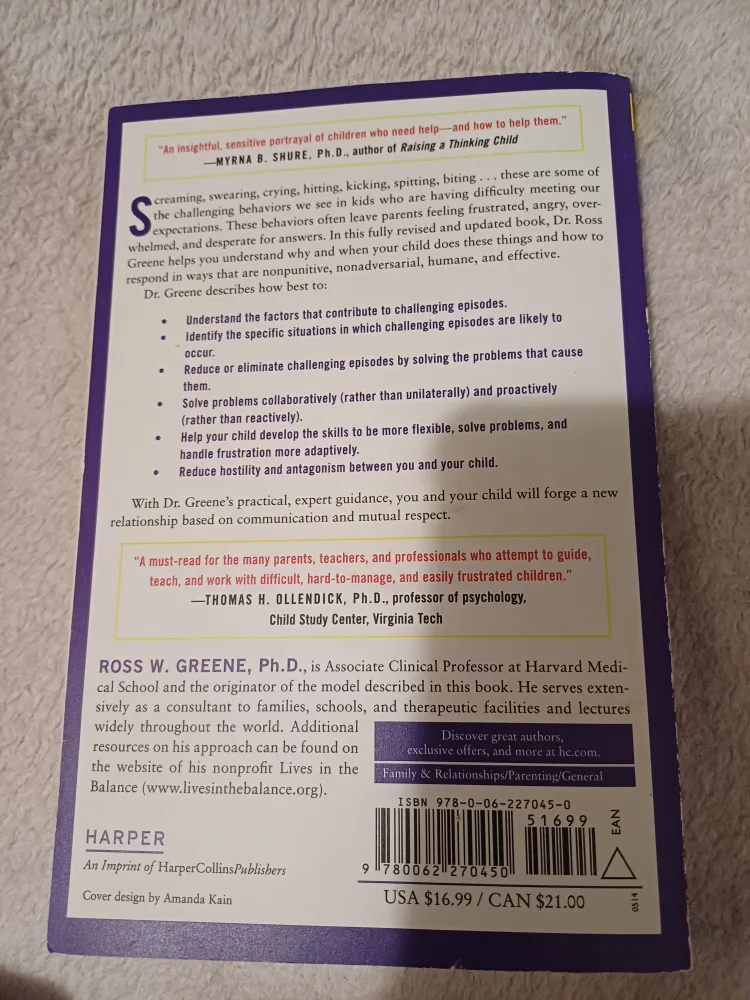 "An insightful, sensitive portrayal of children who need help—and how to help them."
—MYRNA B. SHURE, Ph.D., author of Raising a Thinking Child
Screaming, swearing, crying, hitting, kicking, spitting, biting . . . these are some of
the challenging behaviors we see in kids who are having difficulty meeting our
expectations. These behaviors often leave parents feeling frustrated, angry, over-
whelmed, and desperate for answers. In this fully revised and updated book, Dr. Ross
Greene helps you understand why and when your child does these things and how to
respond in ways that are nonpunitive, nonadversarial, humane, and effective.
Dr. Greene describes how best to:
• Understand the factors that contribute to challenging episodes.
• Identify the specific situations in which challenging episodes are likely to
occur.
• Reduce or eliminate challenging episodes by solving the problems that cause
them.
• Solve problems collaboratively (rather than unilaterally) and proactively
(rather than reactively).
• Help your child develop the skills to be more flexible, solve problems, and
handle frustration more adaptively.
• Reduce hostility and antagonism between you and your child.
With Dr. Greene's practical, expert guidance, you and your child will forge a new
relationship based on communication and mutual respect.
"A must-read for the many parents, teachers, and professionals who attempt to guide,
teach, and work with difficult, hard-to-manage, and easily frustrated children."
—THOMAS H. OLLENDICK, Ph.D., professor of psychology,
Child Study Center, Virginia Tech
ROSS W. GREENE, Ph.D., is Associate Clinical Professor at Harvard Medi-
cal School and the originator of the model described in this book. He serves exten-
sively as a consultant to families, schools, and therapeutic facilities and lectures
widely throughout the world. Additional
resources on his approach can be found on
the website of his nonprofit Lives in the
Balance (www.livesinthebalance.org).
Discover great authors,
exclusive offers, and more at hc.com.
Family & Relationships/Parenting/General
HARPER
An Imprint of HarperCollinsPublishers
Cover design by Amanda Kain
ISBN 978-0-06-227045-0
51699
EAN
9 780062 270450
USA $16.99 / CAN $21.00
0514